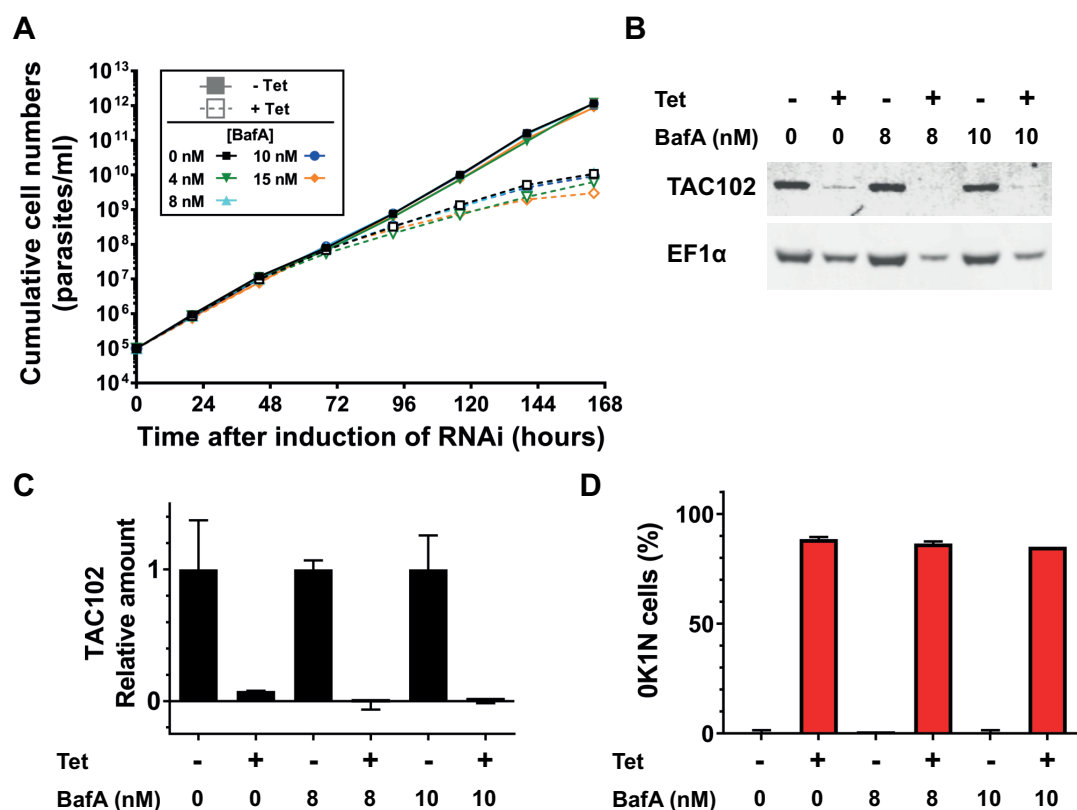 A
Cumulative cell numbers
(parasites/ml)
10^13
10^12
10^11
10^10
10^9
10^8
10^7
10^6
10^5
10^4
- Tet
+ Tet
[BafA]
0 nM 10 nM
4 nM 15 nM
8 nM
0 24 48 72 96 120 144 168
Time after induction of RNAi (hours)
B
Tet - + - + - +
BafA (nM) 0 0 8 8 10 10
TAC102
EF1α
C
TAC102
Relative amount
1
0
Tet - + - + - +
BafA (nM) 0 0 8 8 10 10
D
0K1N cells (%)
100
50
0
Tet - + - + - +
BafA (nM) 0 0 8 8 10 10